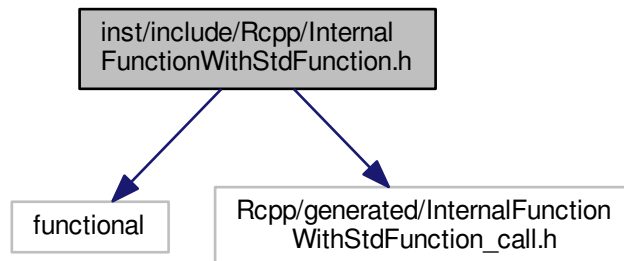 inst/include/Rcpp/Internal
FunctionWithStdFunction.h
functional
Rcpp/generated/InternalFunction
WithStdFunction_call.h